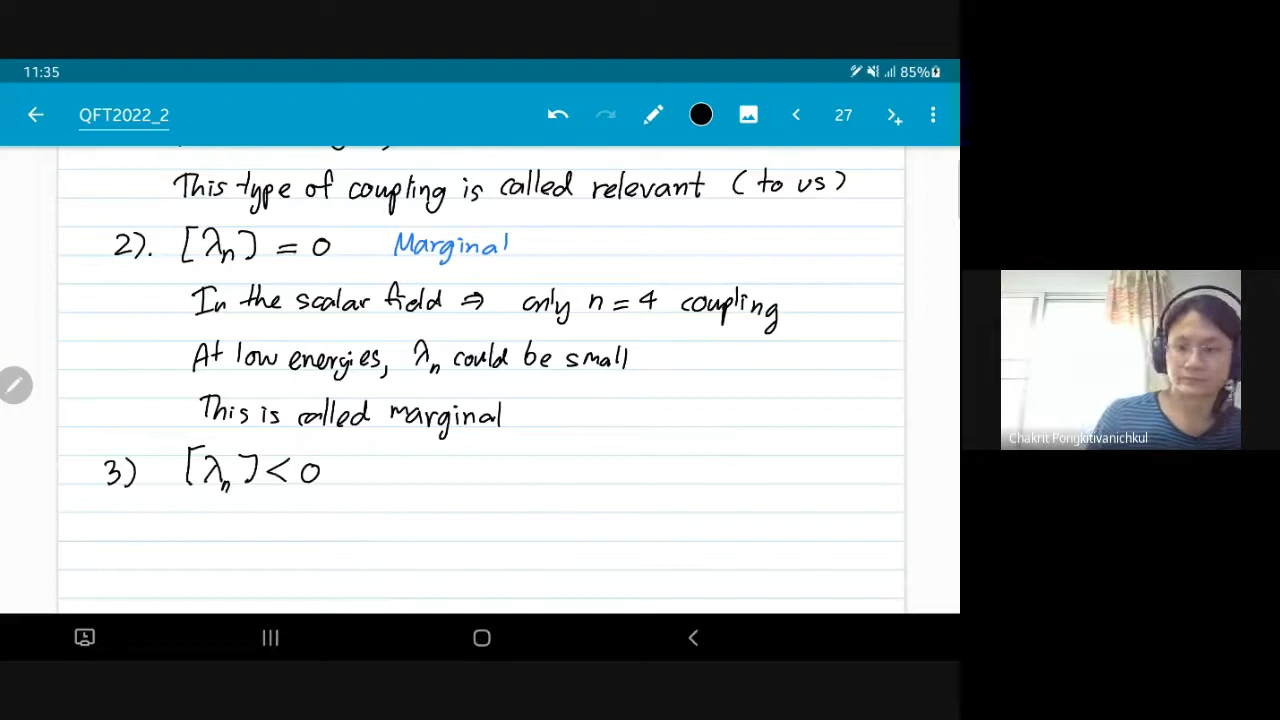 11:35
85%
QFT2022_2
27
This type of coupling is called relevant (to us)
2). [λn] = 0 Marginal
In the scalar field ⇒ only n = 4 coupling
At low energies, λn could be small
This is called marginal
3) [λn] < 0
Chakrit Pongkitivanichkul